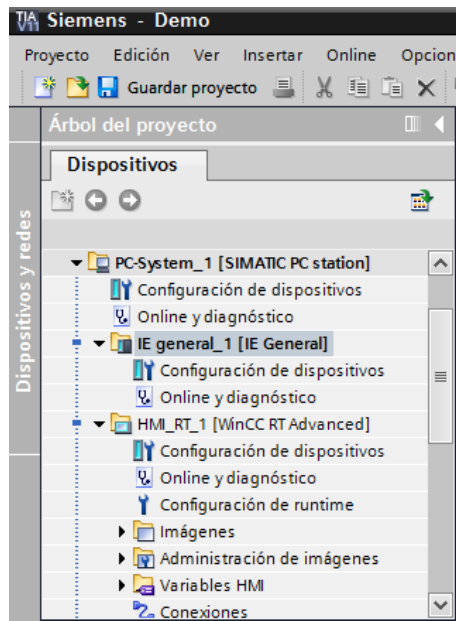 TIA V11 Siemens - Demo
Proyecto Edición Ver Insertar Online Opcion
Guardar proyecto
Árbol del proyecto
Dispositivos
Dispositivos y redes
PC-System_1 [SIMATIC PC station]
Configuración de dispositivos
Online y diagnóstico
IE general_1 [IE General]
Configuración de dispositivos
Online y diagnóstico
HMI_RT_1 [WinCC RT Advanced]
Configuración de dispositivos
Online y diagnóstico
Configuración de runtime
Imágenes
Administración de imágenes
Variables HMI
Conexiones